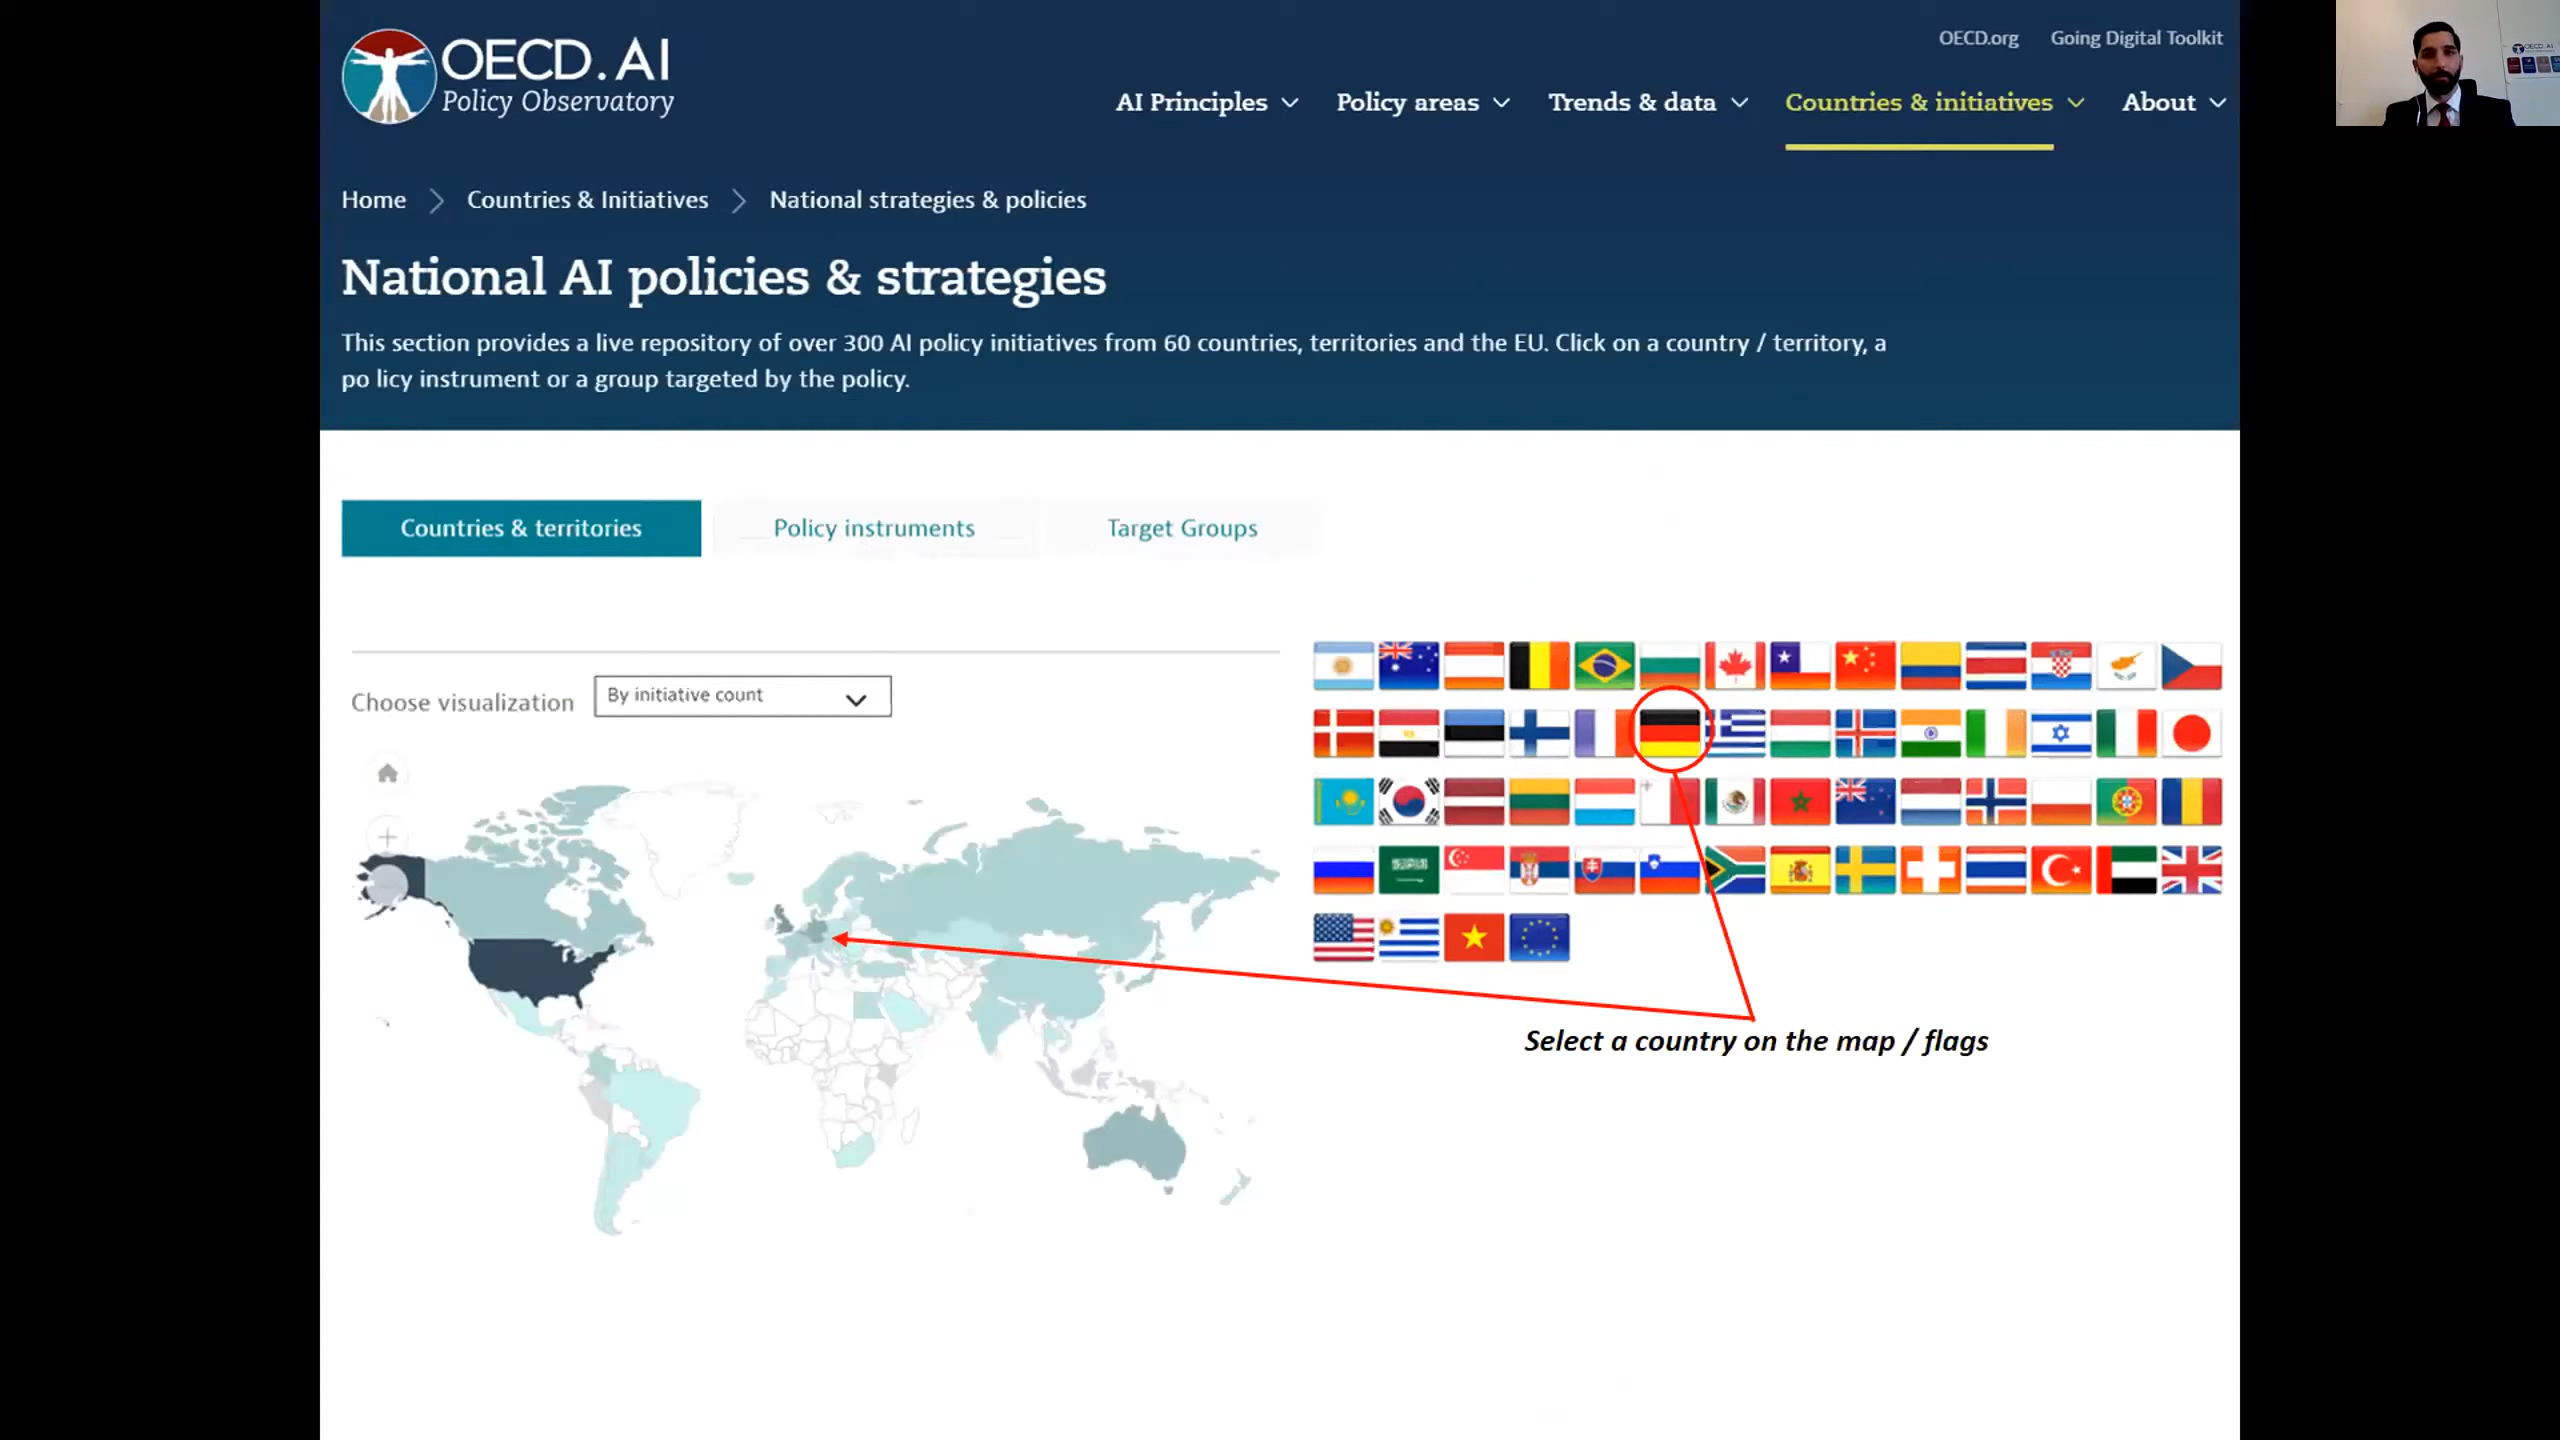 OECD.AI
Policy Observatory
OECD.org Going Digital Toolkit
AI Principles Policy areas Trends & data Countries & initiatives About
Home Countries & Initiatives National strategies & policies
National AI policies & strategies
This section provides a live repository of over 300 AI policy initiatives from 60 countries, territories and the EU. Click on a country / territory, a
po licy instrument or a group targeted by the policy.
Countries & territories Policy instruments Target Groups
Choose visualization By initiative count
Select a country on the map / flags
OECD.AI